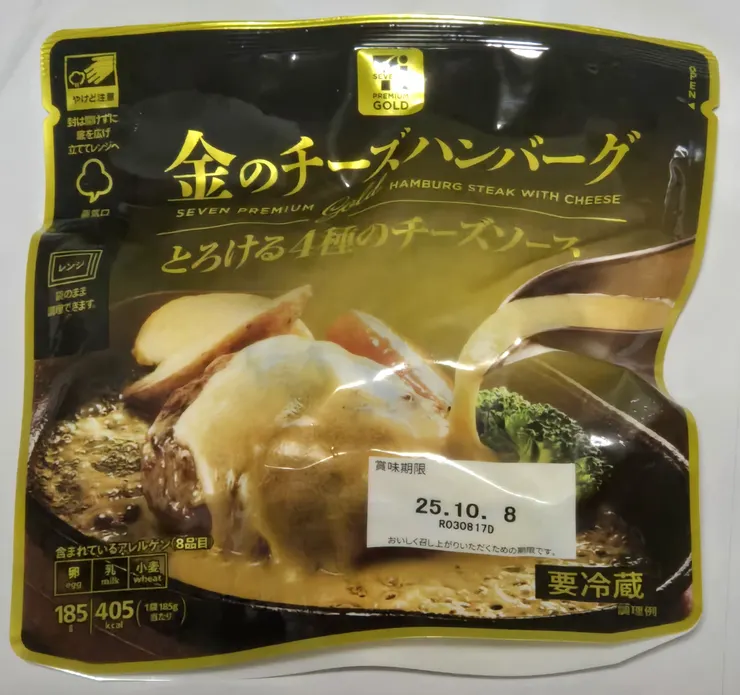 やけど注意
封は開けずに
底を広げ
立ててレンジへ
蒸気口
レンジ
袋のまま
調理できます。
SEVEN
PREMIUM
GOLD
OPEN
金のチーズハンバーグ
SEVEN PREMIUM Gold HAMBURG STEAK WITH CHEESE
とろける4種のチーズソース
賞味期限
25.10. 8
RO30817D
おいしく召し上がりいただくための期限です。
含まれているアレルゲン(8品目)
卵 乳 小麦
egg milk wheat
185g 405kcal (1袋185g当たり)
要冷蔵
調理例